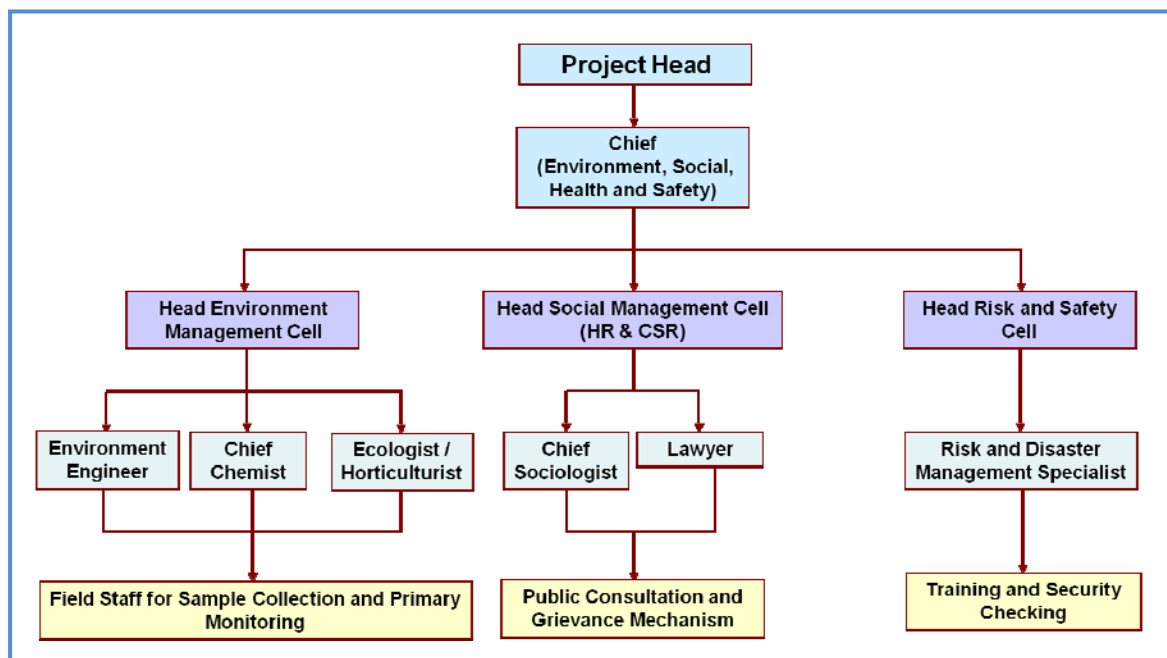 Project Head
Chief
(Environment, Social,
Health and Safety)
Head Environment
Management Cell
Head Social Management Cell
(HR & CSR)
Head Risk and Safety
Cell
Environment
Engineer
Chief
Chemist
Ecologist /
Horticulturist
Chief
Sociologist
Lawyer
Risk and Disaster
Management Specialist
Field Staff for Sample Collection and Primary
Monitoring
Public Consultation and
Grievance Mechanism
Training and Security
Checking